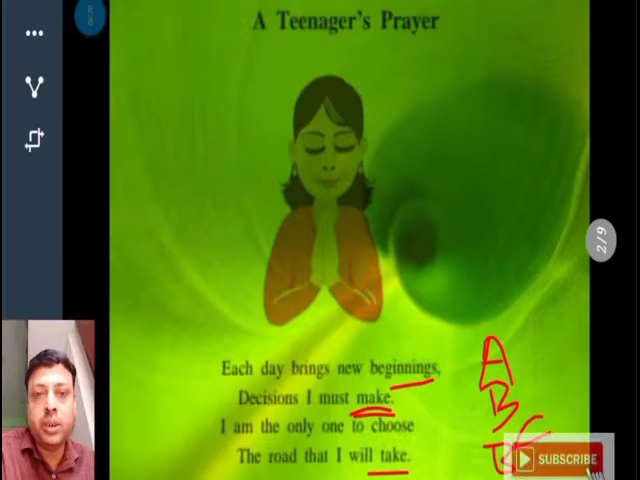 A Teenager's Prayer
2/9
Each day brings new beginnings,
Decisions I must make.
I am the only one to choose
The road that I will take.
A
B
C
B
SUBSCRIBE